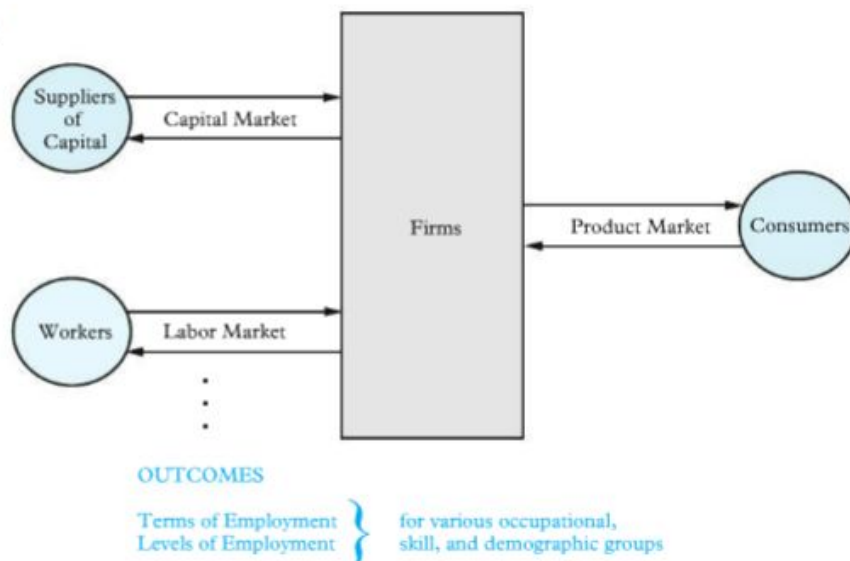 Suppliers
of
Capital
Capital Market
Firms
Product Market
Consumers
Workers
Labor Market
OUTCOMES
Terms of Employment
Levels of Employment
for various occupational,
skill, and demographic groups